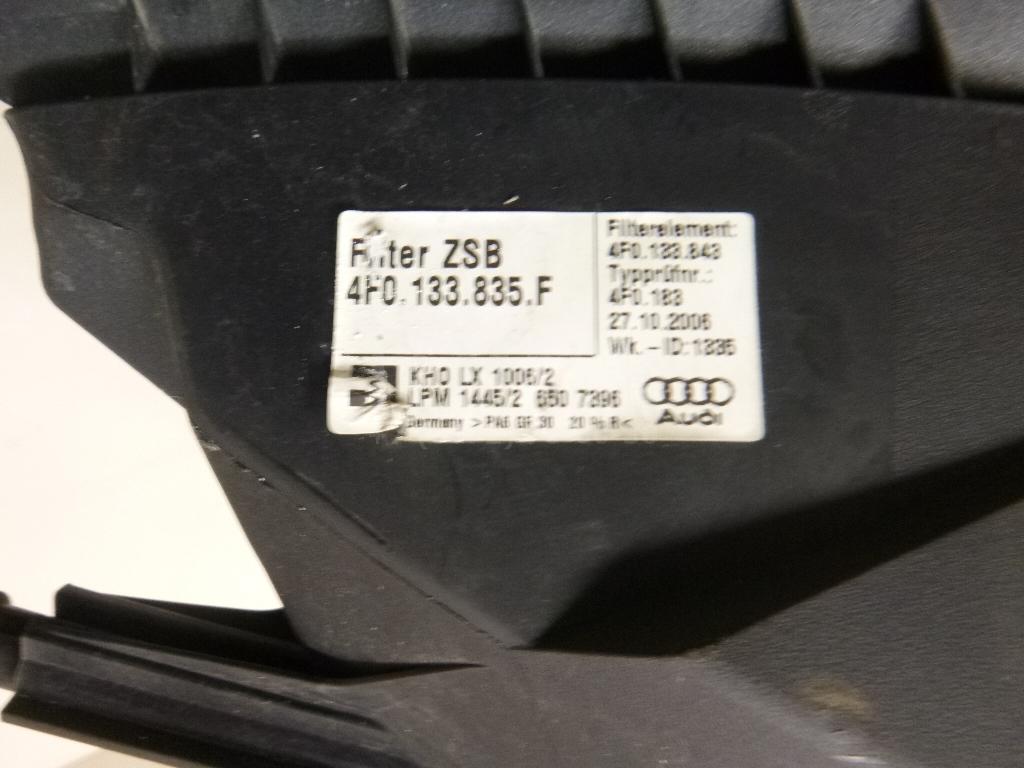 Filter ZSB
4F0.133.835.F
Filterelement:
4F0.133.843
Typprüfnr.:
4F0.183
27.10.2006
Wk.-ID:1335
KHO LX 1006/2
LPM 1445/2 650 7396
Germany >PA6 GF 30 20 % R<
Audi